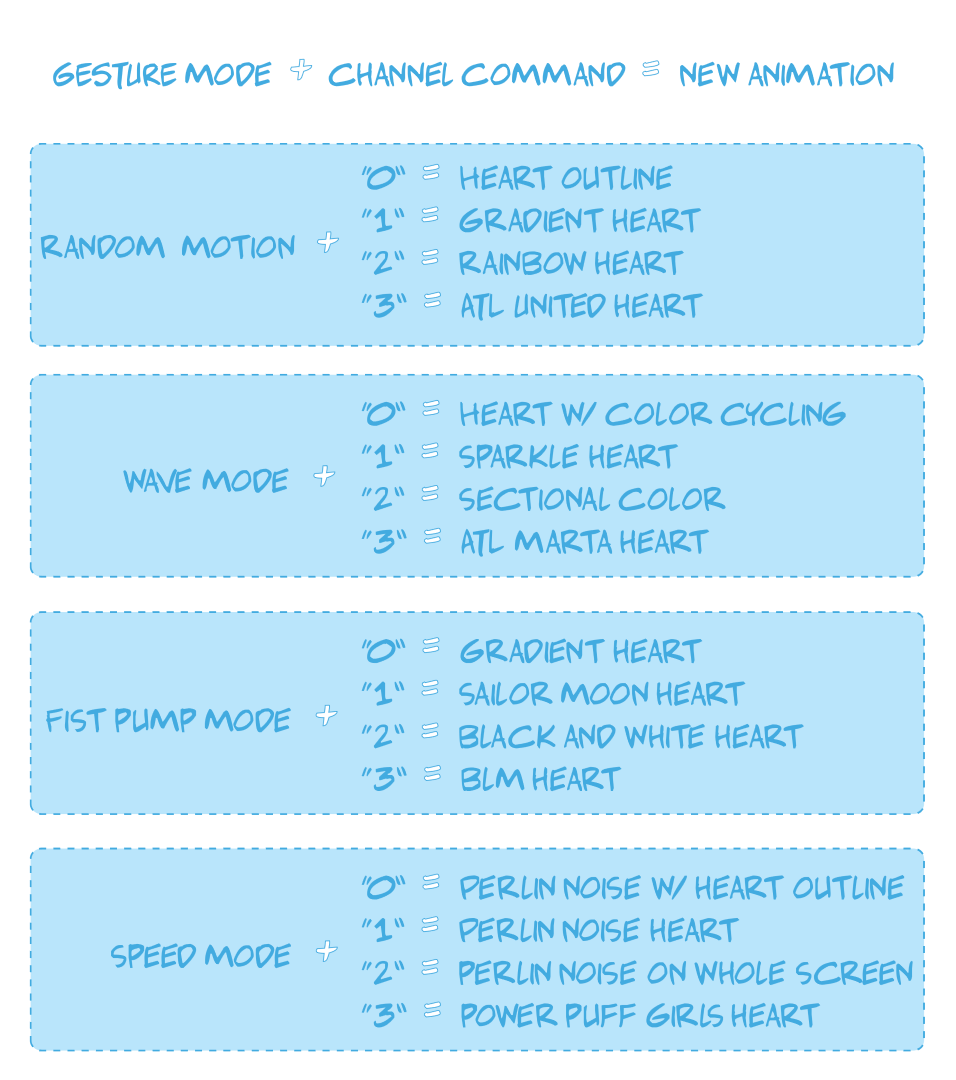 GESTURE MODE + CHANNEL COMMAND = NEW ANIMATION
RANDOM MOTION +
"0" = HEART OUTLINE
"1" = GRADIENT HEART
"2" = RAINBOW HEART
"3" = ATL UNITED HEART
WAVE MODE +
"0" = HEART W/ COLOR CYCLING
"1" = SPARKLE HEART
"2" = SECTIONAL COLOR
"3" = ATL MARTA HEART
FIST PUMP MODE +
"0" = GRADIENT HEART
"1" = SAILOR MOON HEART
"2" = BLACK AND WHITE HEART
"3" = BLM HEART
SPEED MODE +
"0" = PERLIN NOISE W/ HEART OUTLINE
"1" = PERLIN NOISE HEART
"2" = PERLIN NOISE ON WHOLE SCREEN
"3" = POWER PUFF GIRLS HEART